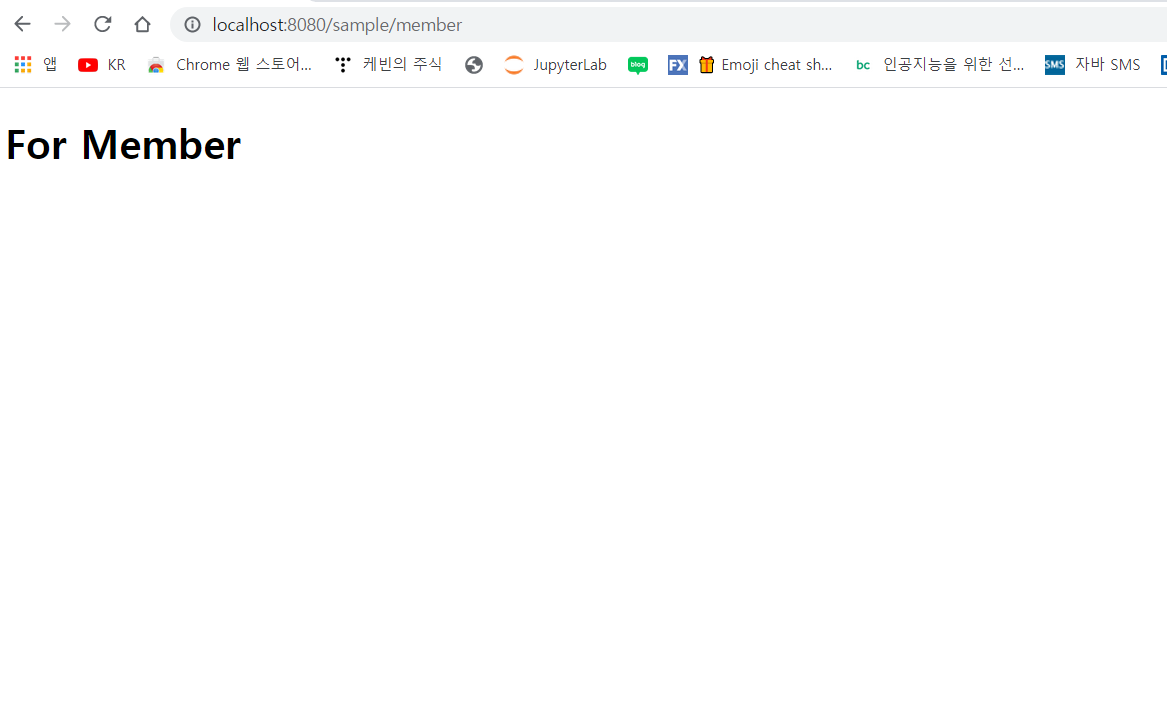 localhost:8080/sample/member
앱 KR Chrome 웹 스토어... 케빈의 주식 JupyterLab blog FX Emoji cheat sh... bc 인공지능을 위한 선... SMS 자바 SMS
For Member